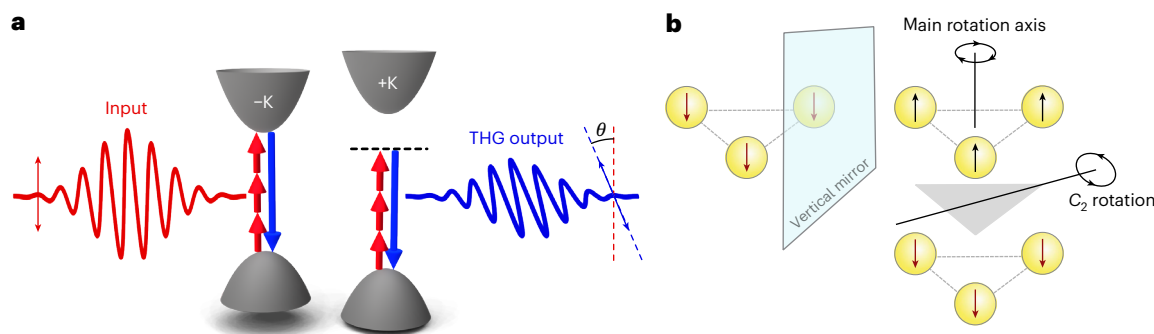 a
Input
−K
+K
THG output
θ
b
Vertical mirror
Main rotation axis
C2 rotation